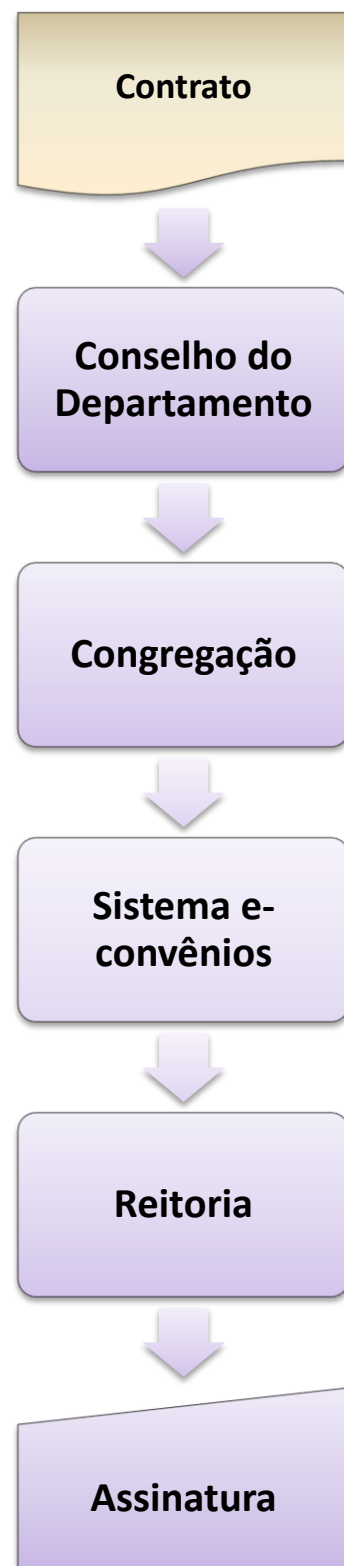 Contrato
Conselho do
Departamento
Congregação
Sistema e-
convênios
Reitoria
Assinatura